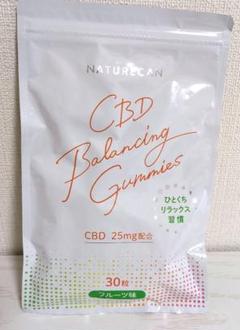 NATURECAN
CBD
Balancing
Gummies
ひとくち
リラックス
習慣
CBD 25mg配合
30粒
フルーツ味